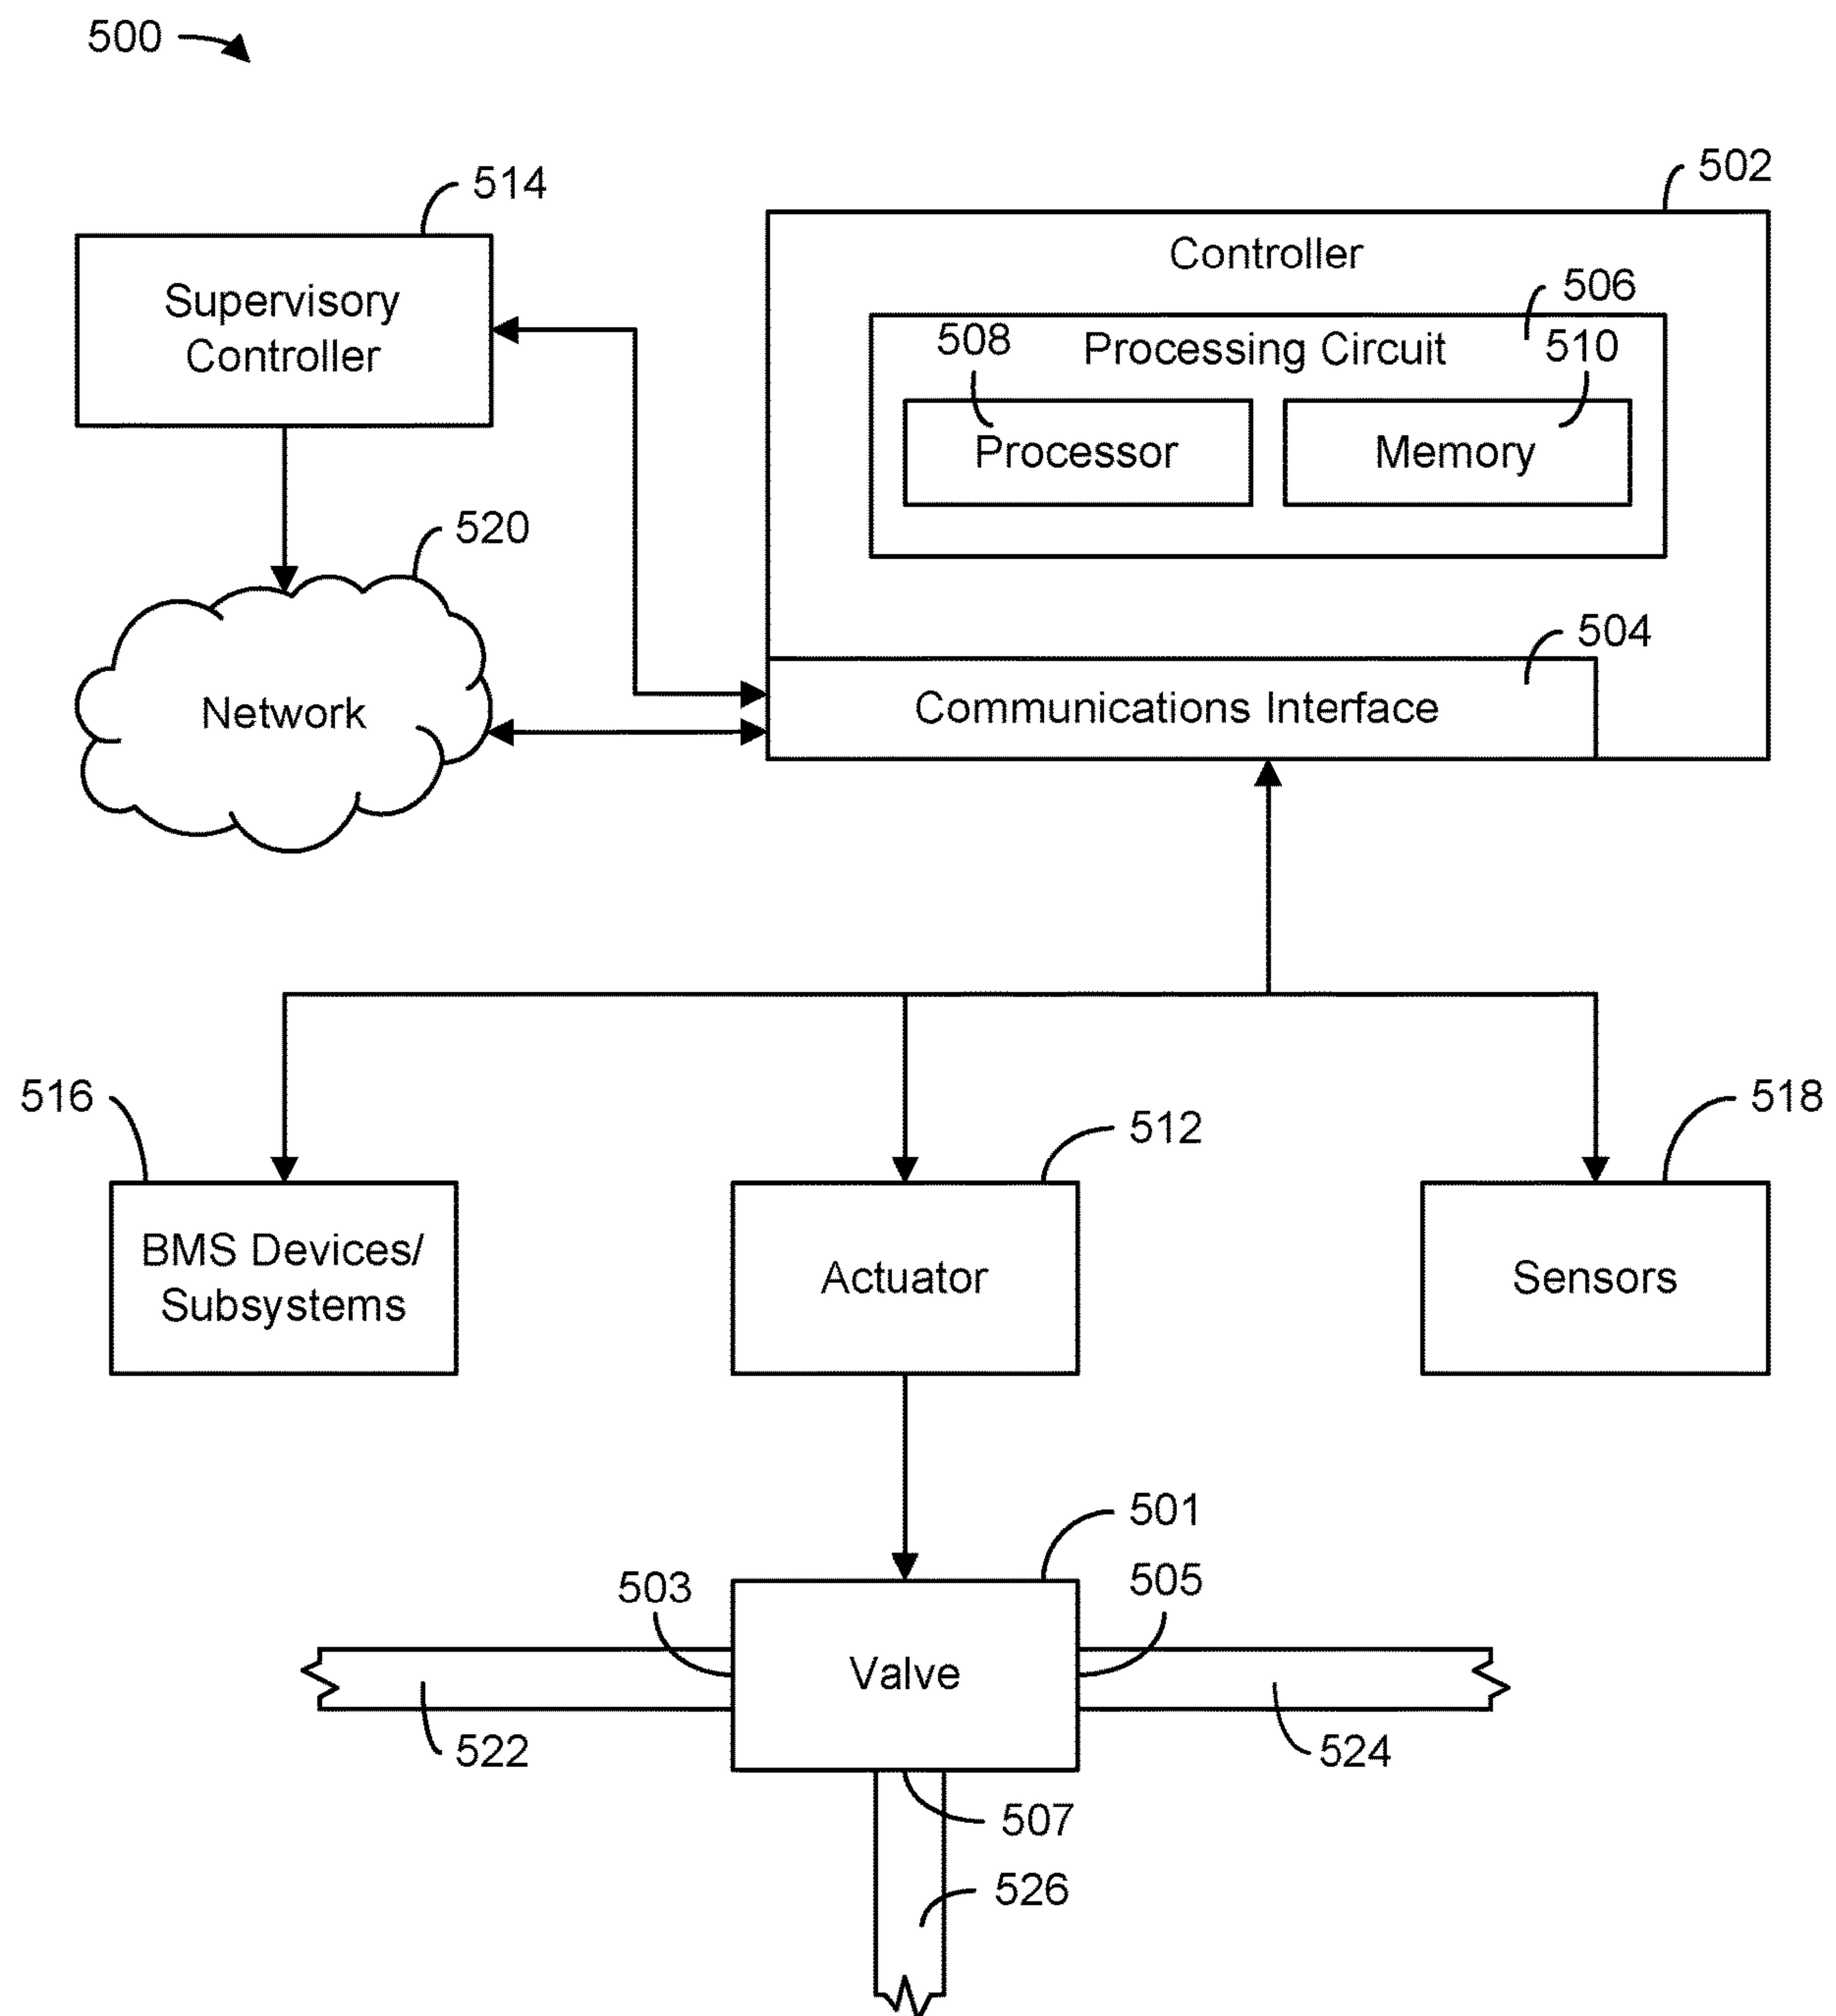 500
514
502
Supervisory
Controller
Controller
506
Processing Circuit
508
510
Processor
Memory
520
504
Network
Communications Interface
516
512
518
BMS Devices/
Subsystems
Actuator
Sensors
501
503
505
Valve
522
524
507
526